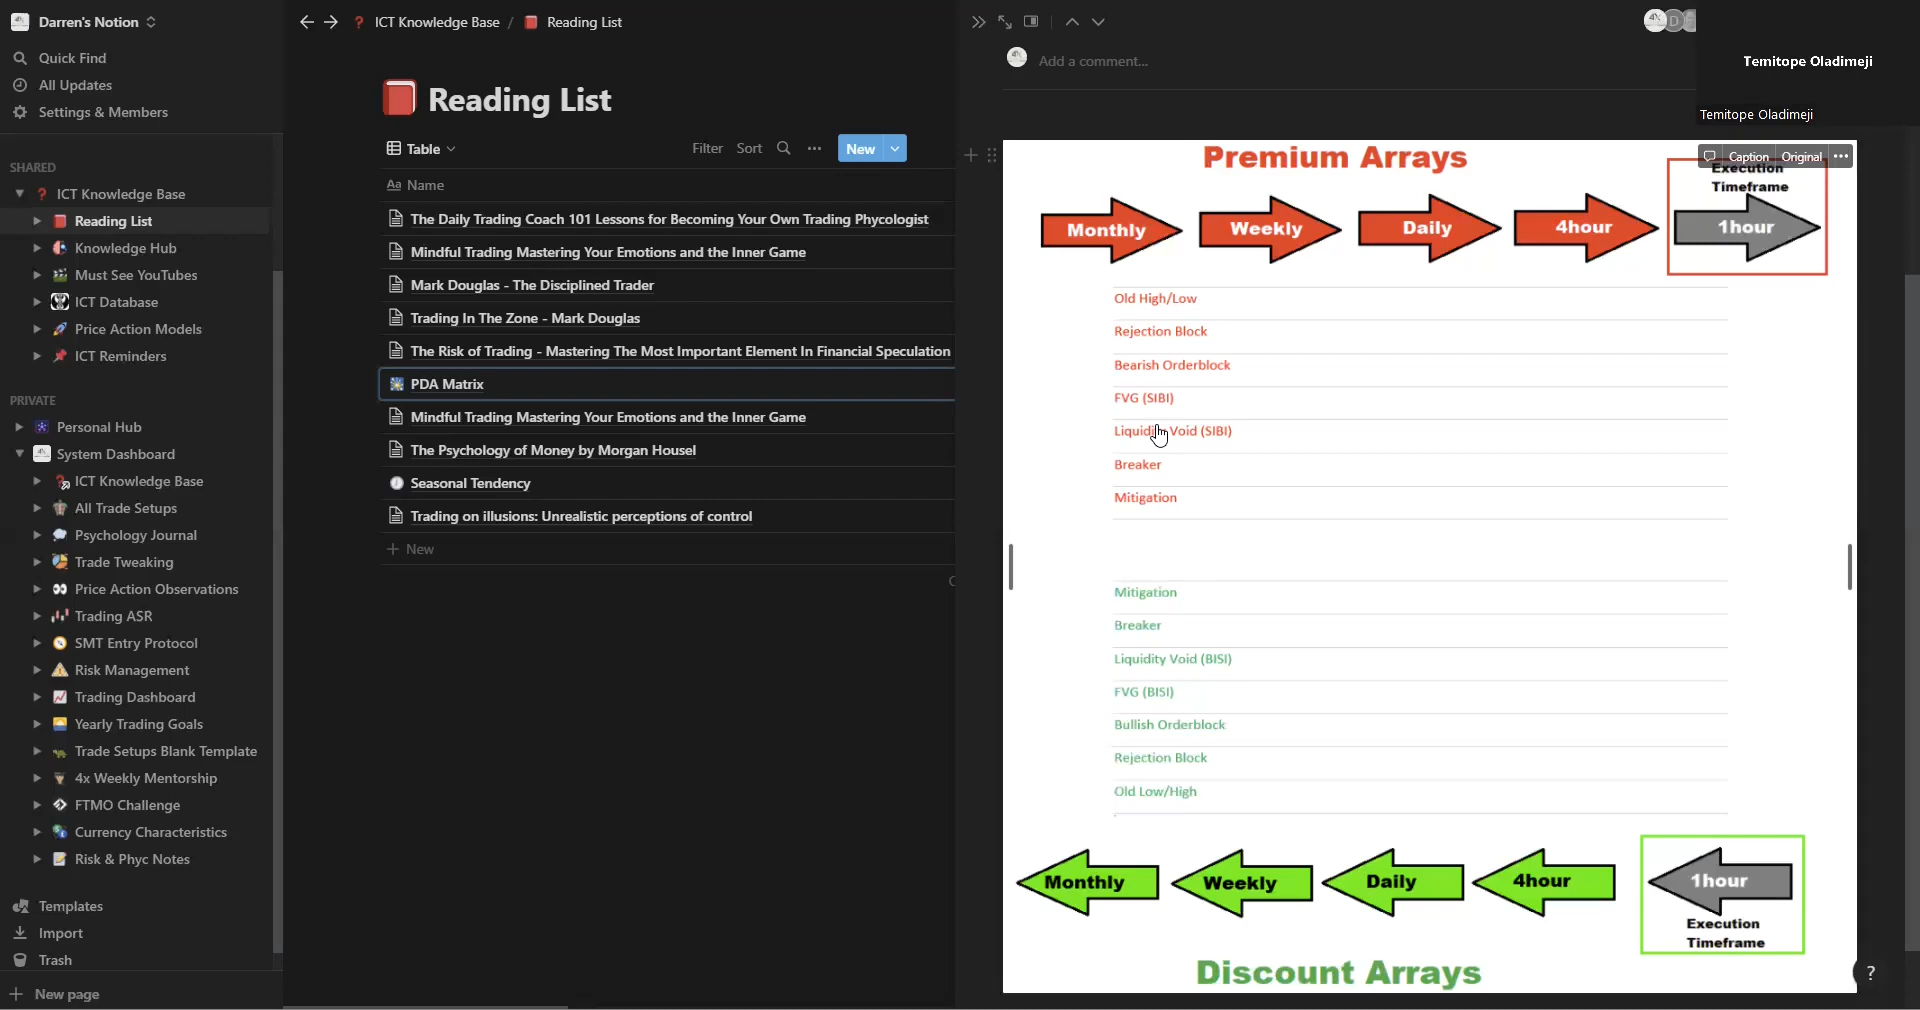 Darren's Notion
Quick Find
All Updates
Settings & Members
SHARED
ICT Knowledge Base
Reading List
Knowledge Hub
Must See YouTubes
ICT Database
Price Action Models
ICT Reminders
PRIVATE
Personal Hub
System Dashboard
ICT Knowledge Base
All Trade Setups
Psychology Journal
Trade Tweaking
Price Action Observations
Trading ASR
SMT Entry Protocol
Risk Management
Trading Dashboard
Yearly Trading Goals
Trade Setups Blank Template
4x Weekly Mentorship
FTMO Challenge
Currency Characteristics
Risk & Phyc Notes
Templates
Import
Trash
New page
ICT Knowledge Base / Reading List
Reading List
Table
Filter Sort ... New
Aa Name
The Daily Trading Coach 101 Lessons for Becoming Your Own Trading Phycologist
Mindful Trading Mastering Your Emotions and the Inner Game
Mark Douglas - The Disciplined Trader
Trading In The Zone - Mark Douglas
The Risk of Trading - Mastering The Most Important Element In Financial Speculation
PDA Matrix
Mindful Trading Mastering Your Emotions and the Inner Game
The Psychology of Money by Morgan Housel
Seasonal Tendency
Trading on illusions: Unrealistic perceptions of control
+ New
D
Add a comment...
Temitope Oladimeji
Temitope Oladimeji
Premium Arrays
Caption Original ...
Execution
Timeframe
Monthly Weekly Daily 4hour 1hour
Old High/Low
Rejection Block
Bearish Orderblock
FVG (SIBI)
Liquidity Void (SIBI)
Breaker
Mitigation
Mitigation
Breaker
Liquidity Void (BISI)
FVG (BISI)
Bullish Orderblock
Rejection Block
Old Low/High
Monthly Weekly Daily 4hour 1hour
Execution
Timeframe
Discount Arrays
?